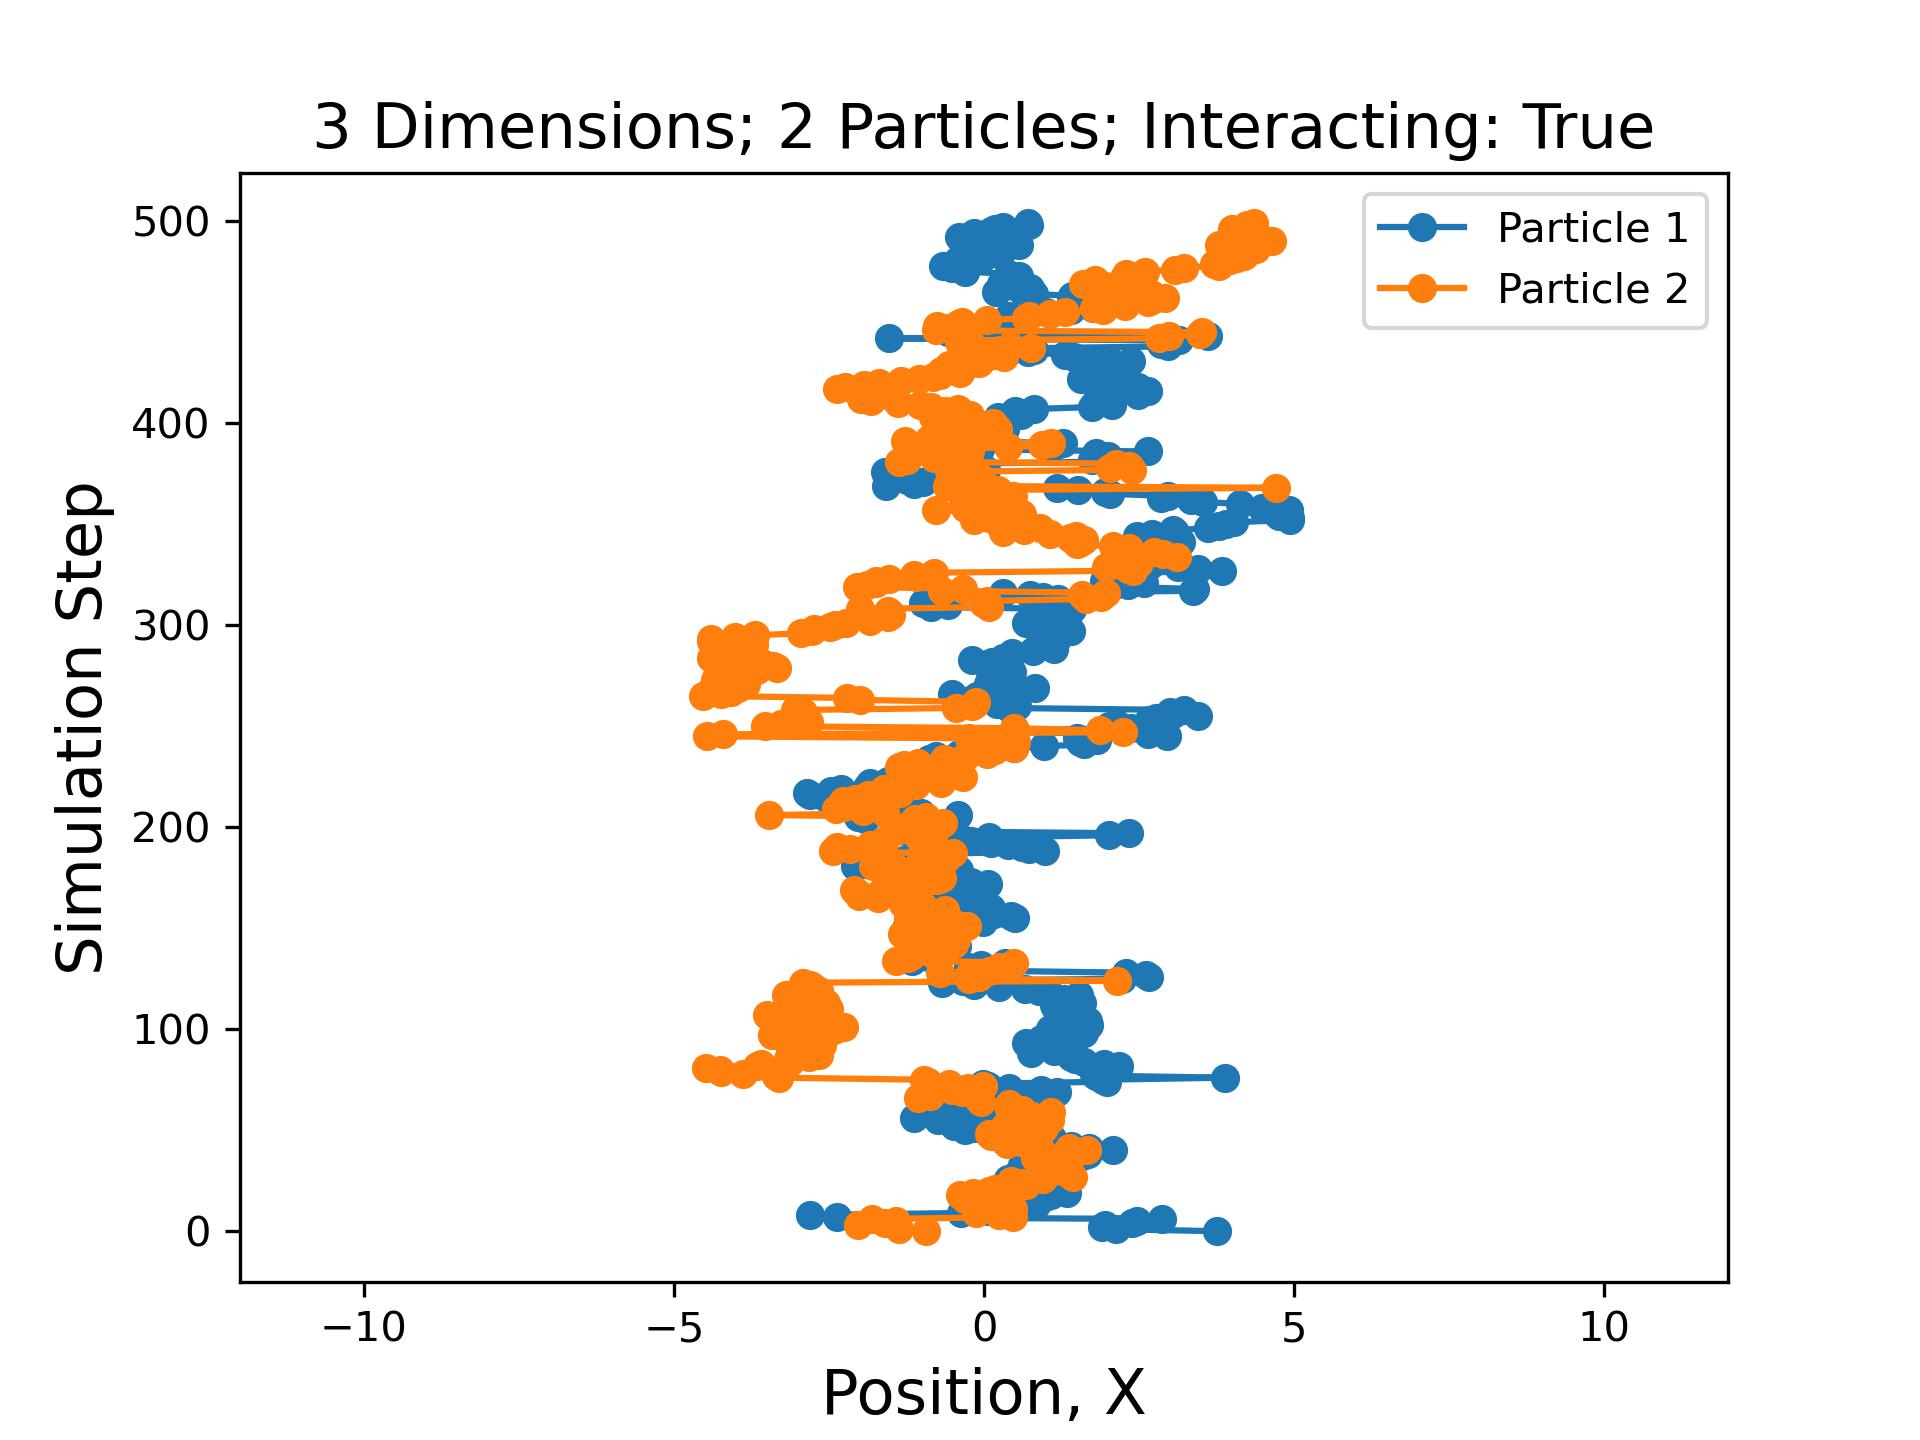 3 Dimensions; 2 Particles; Interacting: True
Particle 1
Particle 2
Simulation Step
500
400
300
200
100
0
−10
−5
0
5
10
Position, X